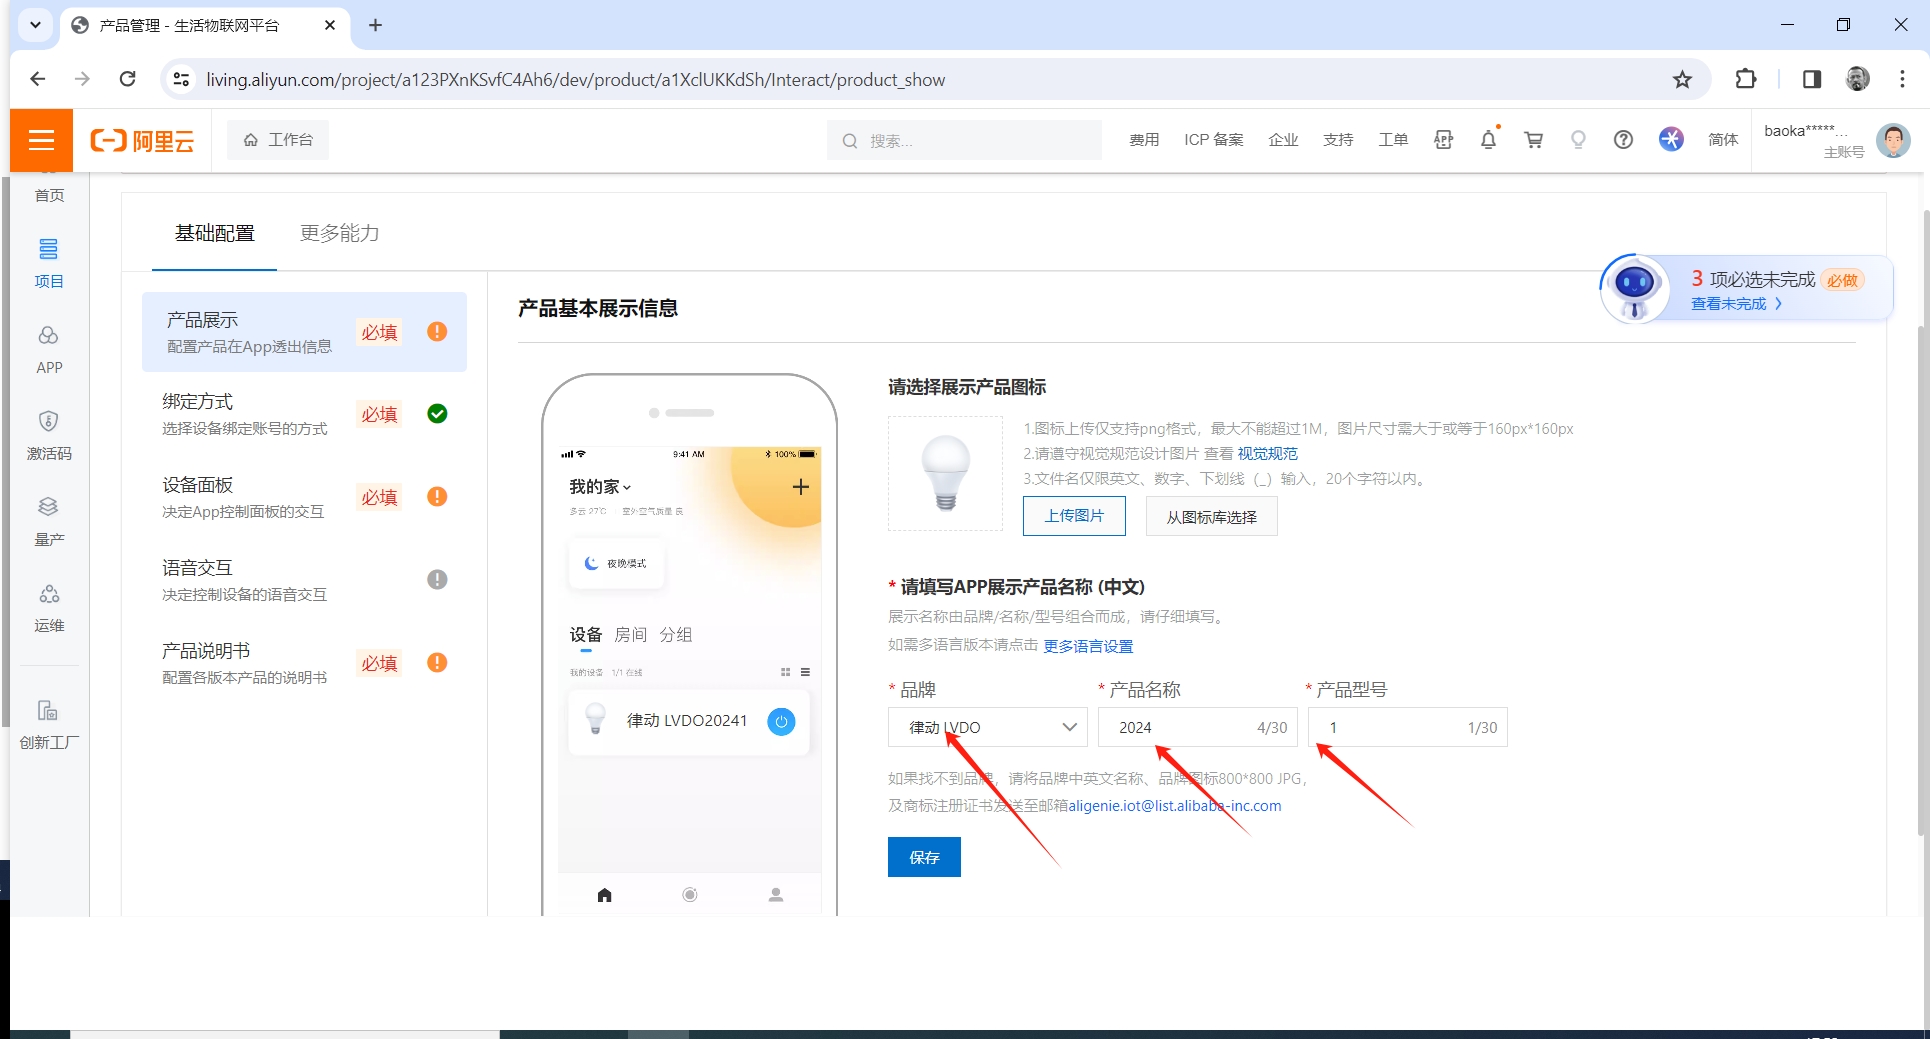 产品管理 - 生活物联网平台
living.aliyun.com/project/a123PXnKSvfC4Ah6/dev/product/a1XclUKKdSh/Interact/product_show
阿里云
工作台
搜索...
费用
ICP 备案
企业
支持
工单
简体
baoka*****...
主账号
首页
项目
APP
激活码
量产
运维
创新工厂
基础配置
更多能力
3 项必选未完成 必做
查看未完成
产品展示
配置产品在App透出信息
必填
绑定方式
选择设备绑定账号的方式
必填
设备面板
决定App控制面板的交互
必填
语音交互
决定控制设备的语音交互
产品说明书
配置各版本产品的说明书
必填
产品基本展示信息
9:41 AM
100%
我的家
多云 27℃ 室外空气质量 良
夜晚模式
设备 房间 分组
我的设备 1/1 在线
律动 LVDO20241
请选择展示产品图标
1.图标上传仅支持png格式，最大不能超过1M，图片尺寸需大于或等于160px*160px
2.请遵守视觉规范设计图片 查看 视觉规范
3.文件名仅限英文、数字、下划线（_）输入，20个字符以内。
上传图片
从图标库选择
* 请填写APP展示产品名称 (中文)
展示名称由品牌/名称/型号组合而成，请仔细填写。
如需多语言版本请点击 更多语言设置
* 品牌
* 产品名称
* 产品型号
律动 LVDO
2024
4/30
1
1/30
如果找不到品牌，请将品牌中英文名称、品牌图标800*800 JPG，
及商标注册证书发送至邮箱aligenie.iot@list.alibaba-inc.com
保存